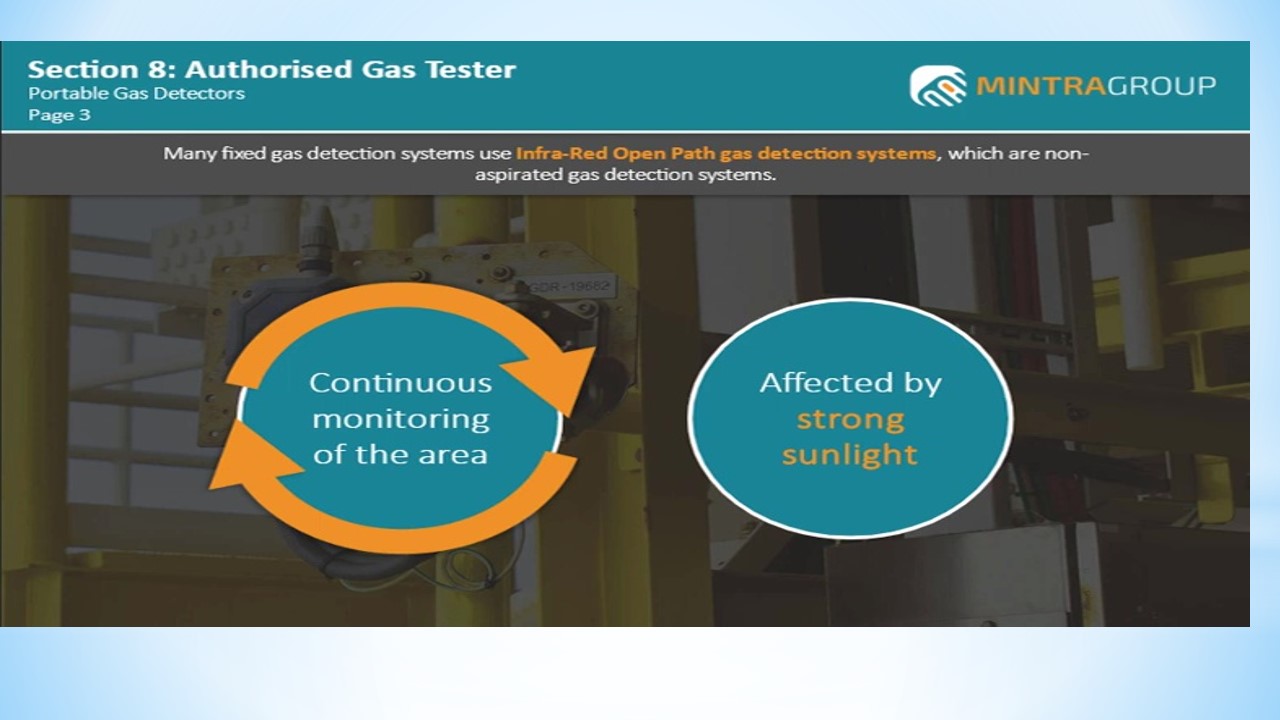 Section 8: Authorised Gas Tester
Portable Gas Detectors
Page 3
MINTRAGROUP
Many fixed gas detection systems use Infra-Red Open Path gas detection systems, which are non-
aspirated gas detection systems.
GDR-19682
Continuous
monitoring
of the area
Affected by
strong
sunlight